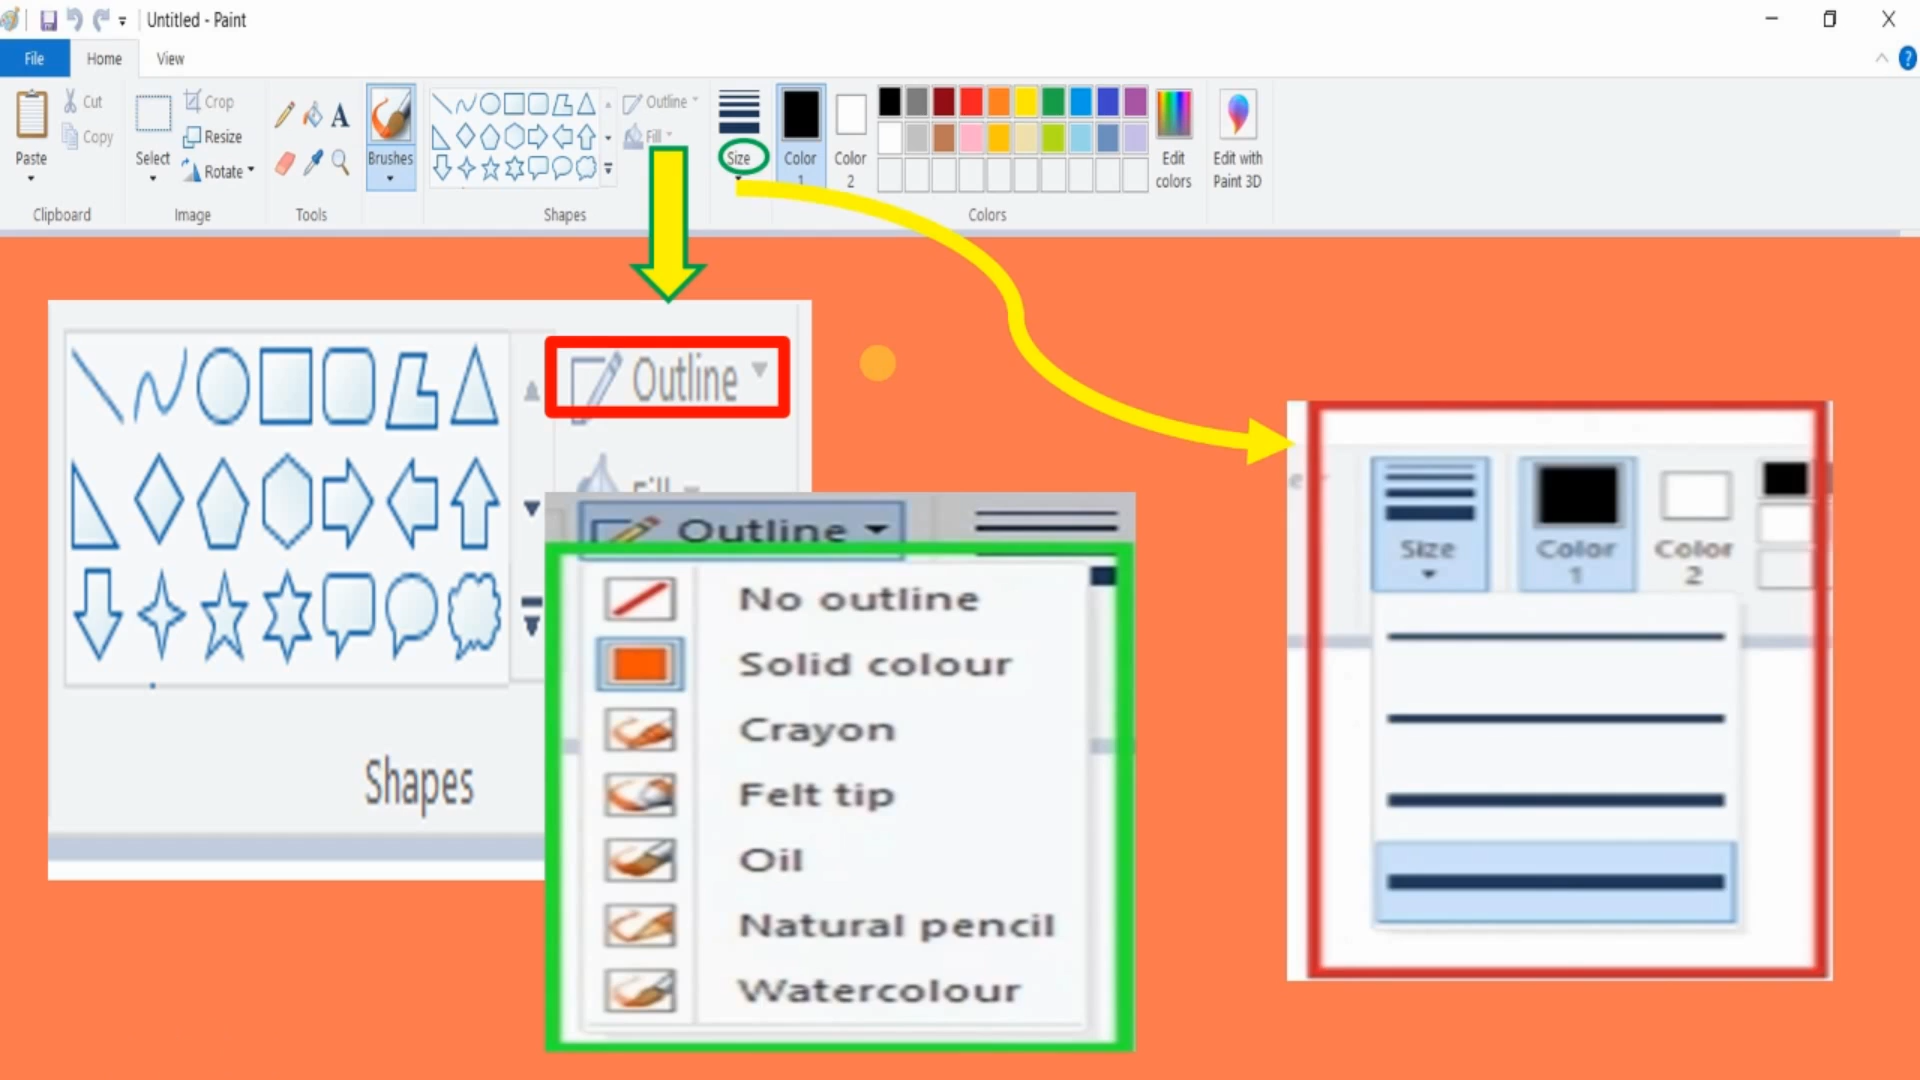 Untitled - Paint
File Home View
Paste
Cut
Copy
Clipboard
Select
Crop
Resize
Rotate
Image
A
Tools
Brushes
Outline
Fill
Shapes
Size
Color
1
Color
2
Edit
colors
Edit with
Paint 3D
Colors
?
Outline
Fill
Shapes
Outline
No outline
Solid colour
Crayon
Felt tip
Oil
Natural pencil
Watercolour
Size
Color
1
Color
2